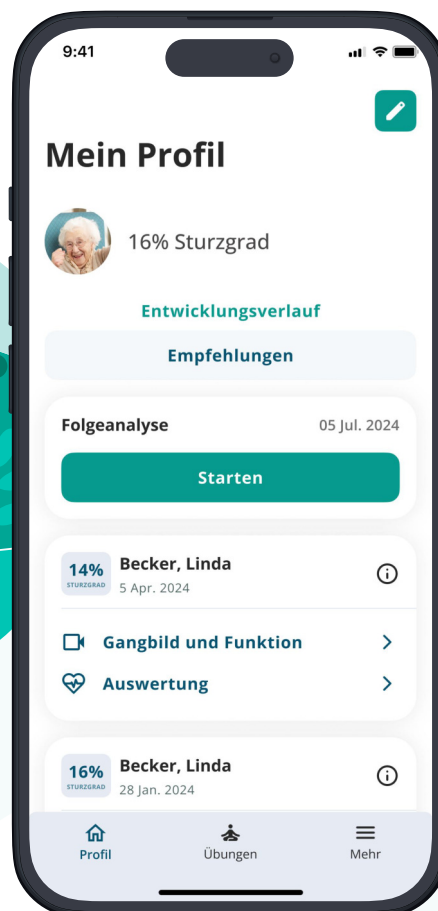 9:41
Mein Profil
16% Sturzgrad
Entwicklungsverlauf
Empfehlungen
Folgeanalyse 05 Jul. 2024
Starten
14% Becker, Linda
STURZGRAD 5 Apr. 2024
Gangbild und Funktion
Auswertung
16% Becker, Linda
STURZGRAD 28 Jan. 2024
Profil Übungen Mehr